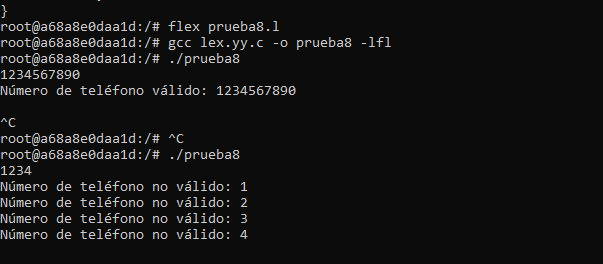 }
root@a68a8e0daa1d:/# flex prueba8.l
root@a68a8e0daa1d:/# gcc lex.yy.c -o prueba8 -lfl
root@a68a8e0daa1d:/# ./prueba8
1234567890
Número de teléfono válido: 1234567890
^C
root@a68a8e0daa1d:/# ^C
root@a68a8e0daa1d:/# ./prueba8
1234
Número de teléfono no válido: 1
Número de teléfono no válido: 2
Número de teléfono no válido: 3
Número de teléfono no válido: 4